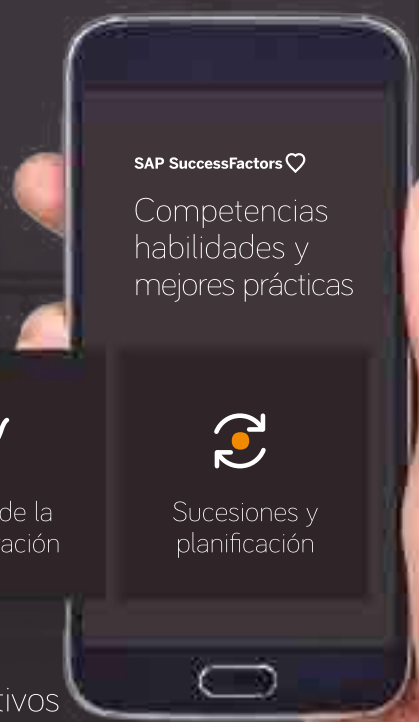 SAP SuccessFactors
Competencias
habilidades y
mejores prácticas
de la
ación
Sucesiones y
planificación
tivos